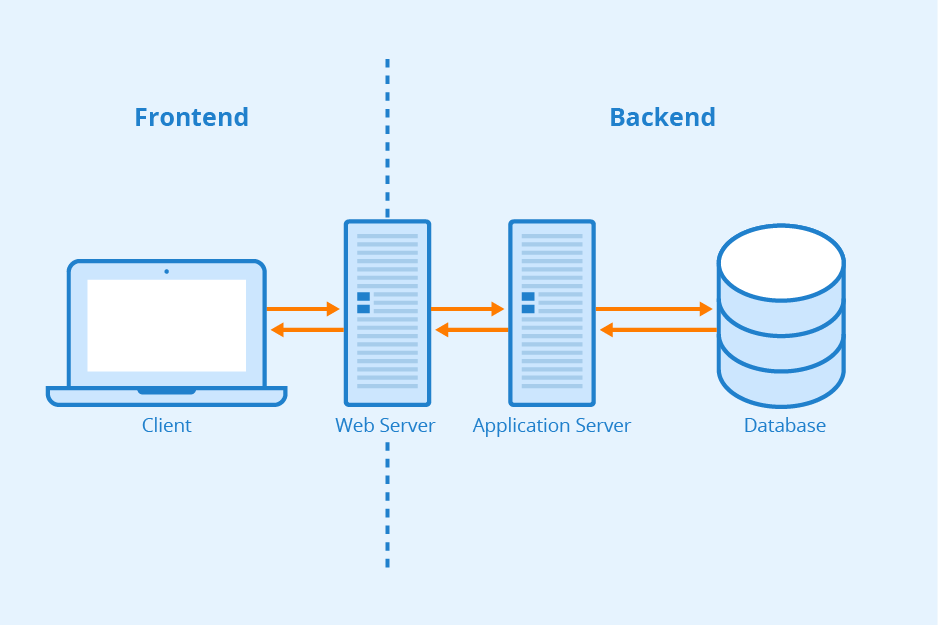 Frontend
Backend
Client
Web Server
Application Server
Database